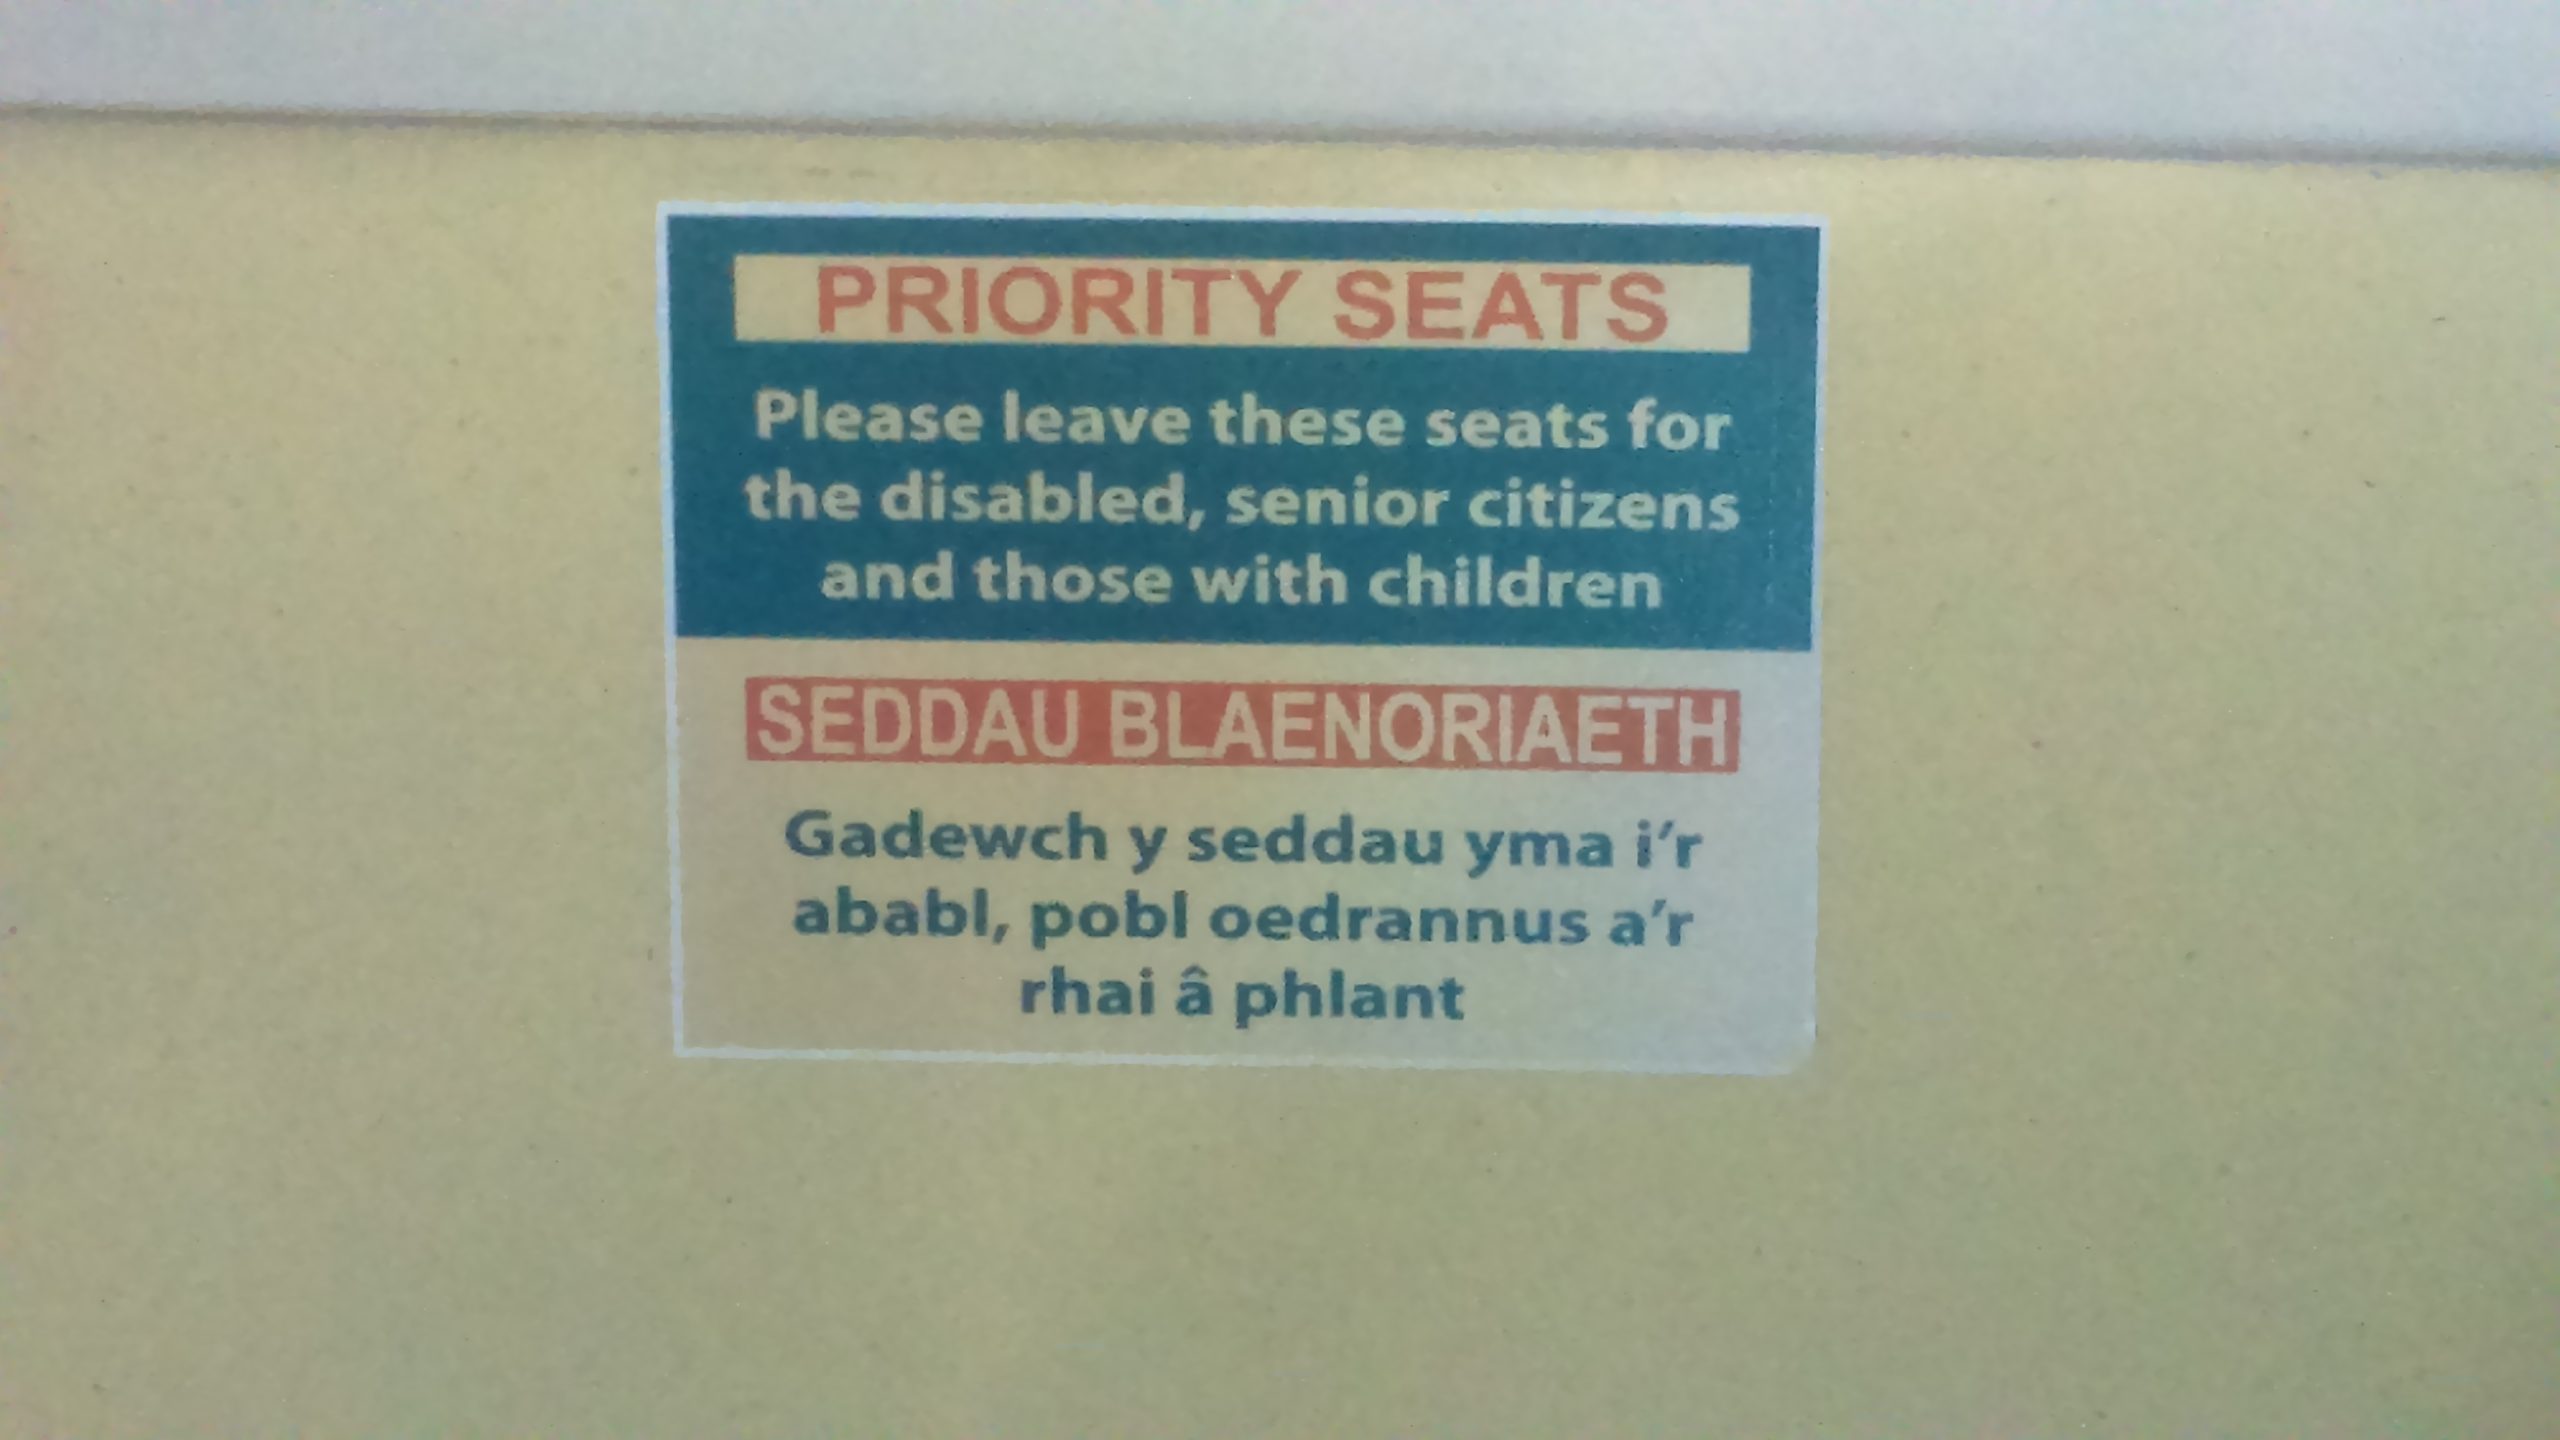 PRIORITY SEATS
Please leave these seats for
the disabled, senior citizens
and those with children
SEDDAU BLAENORIAETH
Gadewch y seddau yma i'r
ababl, pobl oedrannus a'r
rhai â phlant